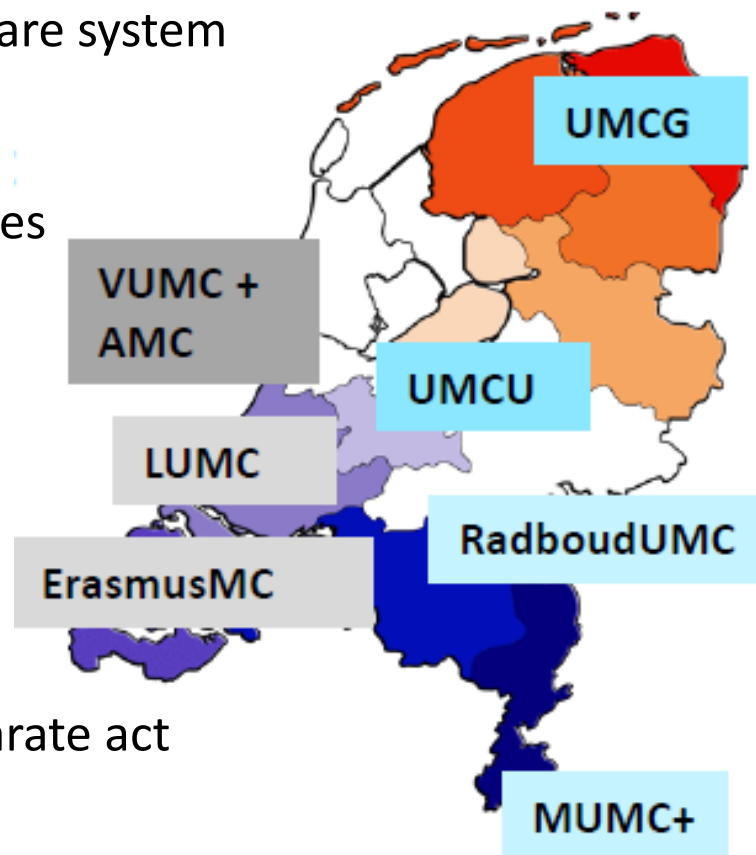 are system
UMCG
es
VUMC +
AMC
UMCU
LUMC
RadboudUMC
ErasmusMC
rate act
MUMC+